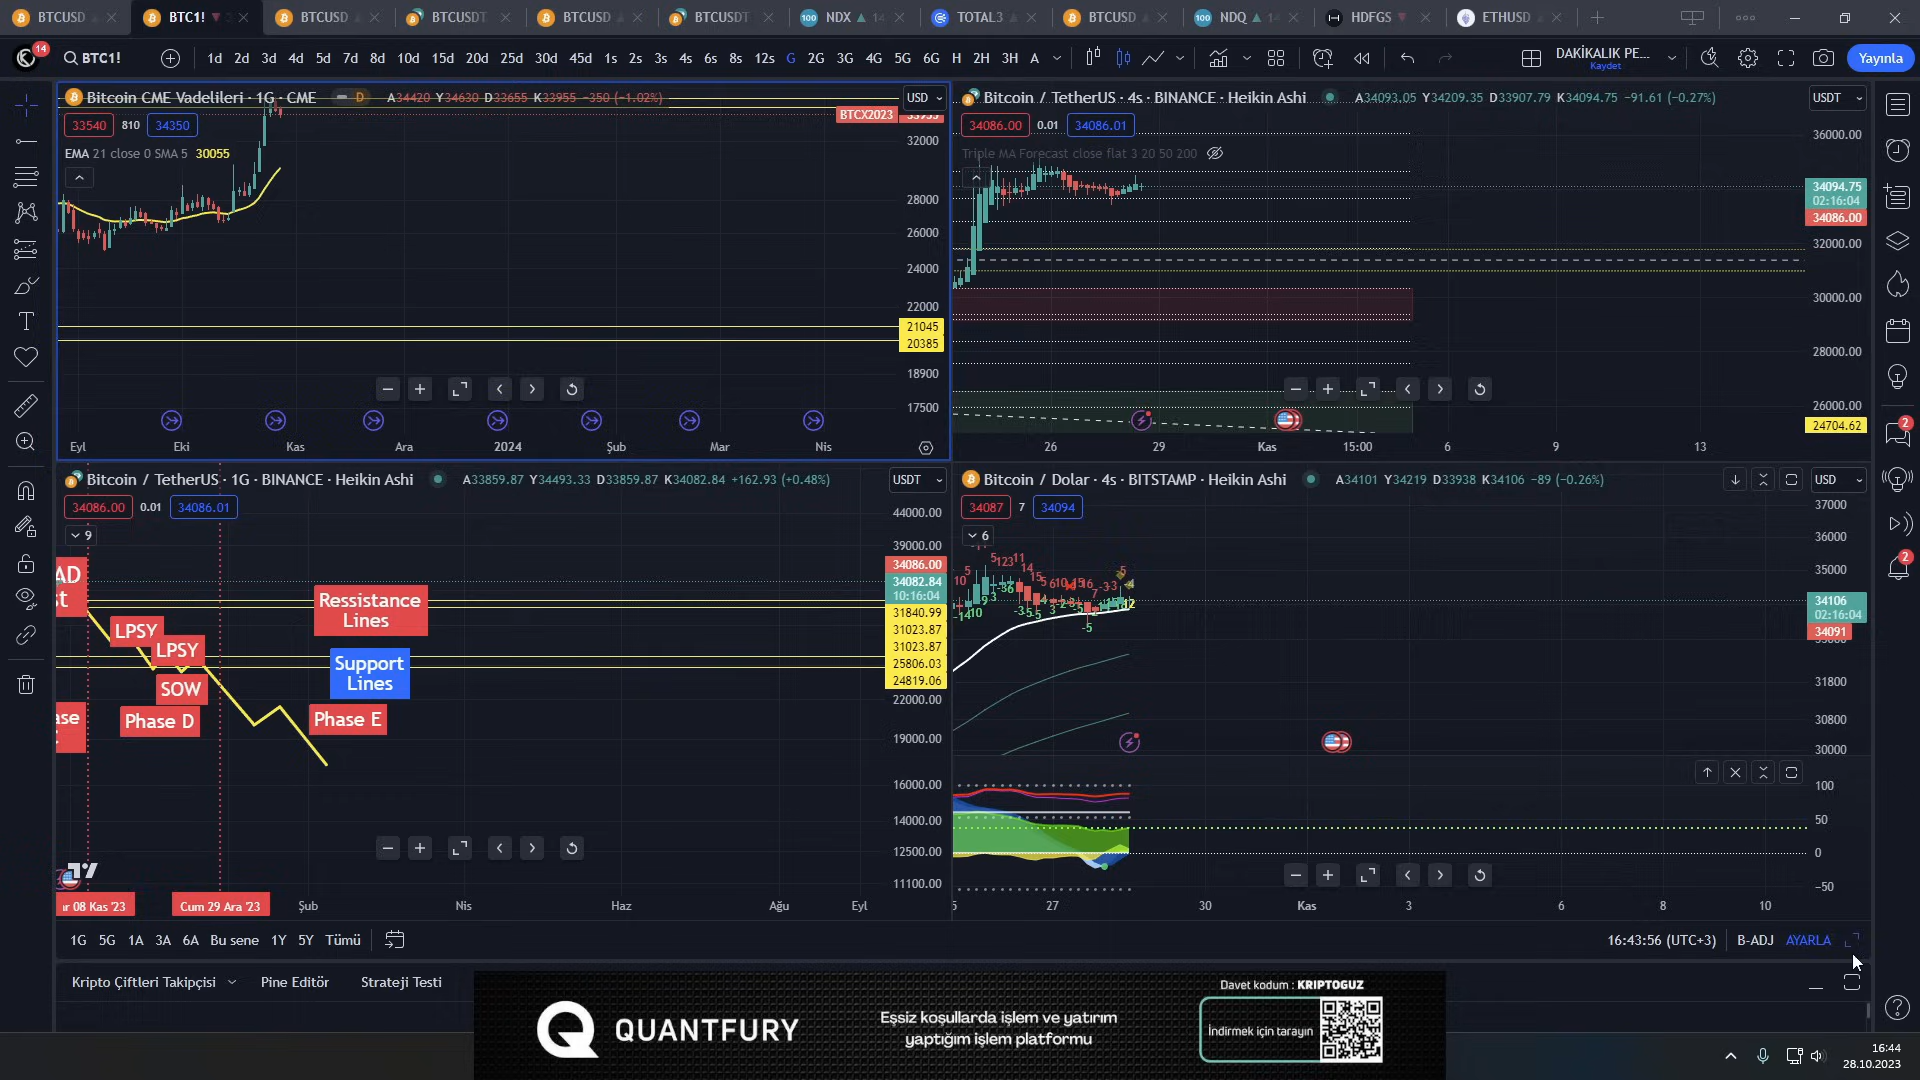 BTCUSD
BTC1!
BTCUSD
BTCUSDT
BTCUSD
BTCUSDT
NDX 14
TOTAL3
BTCUSD
NDQ 14
HDFGS
ETHUSD
14
BTC1!
1d 2d 3d 4d 5d 7d 8d 10d 15d 20d 25d 30d 45d 1s 2s 3s 4s 6s 8s 12s G 2G 3G 4G 5G 6G H 2H 3H A
DAKİKALIK PE...
Kaydet
Yayınla
Bitcoin CME Vadelileri · 1G · CME
D
A34420 Y34630 D33655 K33955 −350 (−1.02%)
USD
33540 810 34350
BTCX2023
33955
EMA 21 close 0 SMA 5 30055
32000
28000
26000
24000
22000
21045
20385
18900
17500
Eyl Eki Kas Ara 2024 Şub Mar Nis
Bitcoin / TetherUS · 4s · BINANCE · Heikin Ashi
A34093.05 Y34209.35 D33907.79 K34094.75 −91.61 (−0.27%)
USDT
34086.00 0.01 34086.01
Triple MA Forecast close flat 3 20 50 200
36000.00
34094.75
02:16:04
34086.00
32000.00
30000.00
28000.00
26000.00
24704.62
26 29 Kas 15:00 6 9 13
Bitcoin / TetherUS · 1G · BINANCE · Heikin Ashi
A33859.87 Y34493.33 D33859.87 K34082.84 +162.93 (+0.48%)
USDT
34086.00 0.01 34086.01
9
AD
st
LPSY
LPSY
SOW
Phase D
ase
Ressistance
Lines
Support
Lines
Phase E
44000.00
39000.00
34086.00
34082.84
10:16:04
31840.99
31023.87
31023.87
25806.03
24819.06
22000.00
19000.00
16000.00
14000.00
12500.00
11100.00
ar 08 Kas '23 Cum 29 Ara '23 Şub Nis Haz Ağu Eyl
Bitcoin / Dolar · 4s · BITSTAMP · Heikin Ashi
A34101 Y34219 D33938 K34106 −89 (−0.26%)
USD
34087 7 34094
6
37000
36000
35000
34106
02:16:04
34091
31800
30800
30000
100
50
0
−50
27 30 Kas 3 6 8 10
1G 5G 1A 3A 6A Bu sene 1Y 5Y Tümü
16:43:56 (UTC+3) B-ADJ AYARLA
Kripto Çiftleri Takipçisi Pine Editör Strateji Testi
QUANTFURY
Eşsiz koşullarda işlem ve yatırım
yaptığım işlem platformu
Davet kodum : KRIPTOGUZ
İndirmek için tarayın
2
2
16:44
28.10.2023